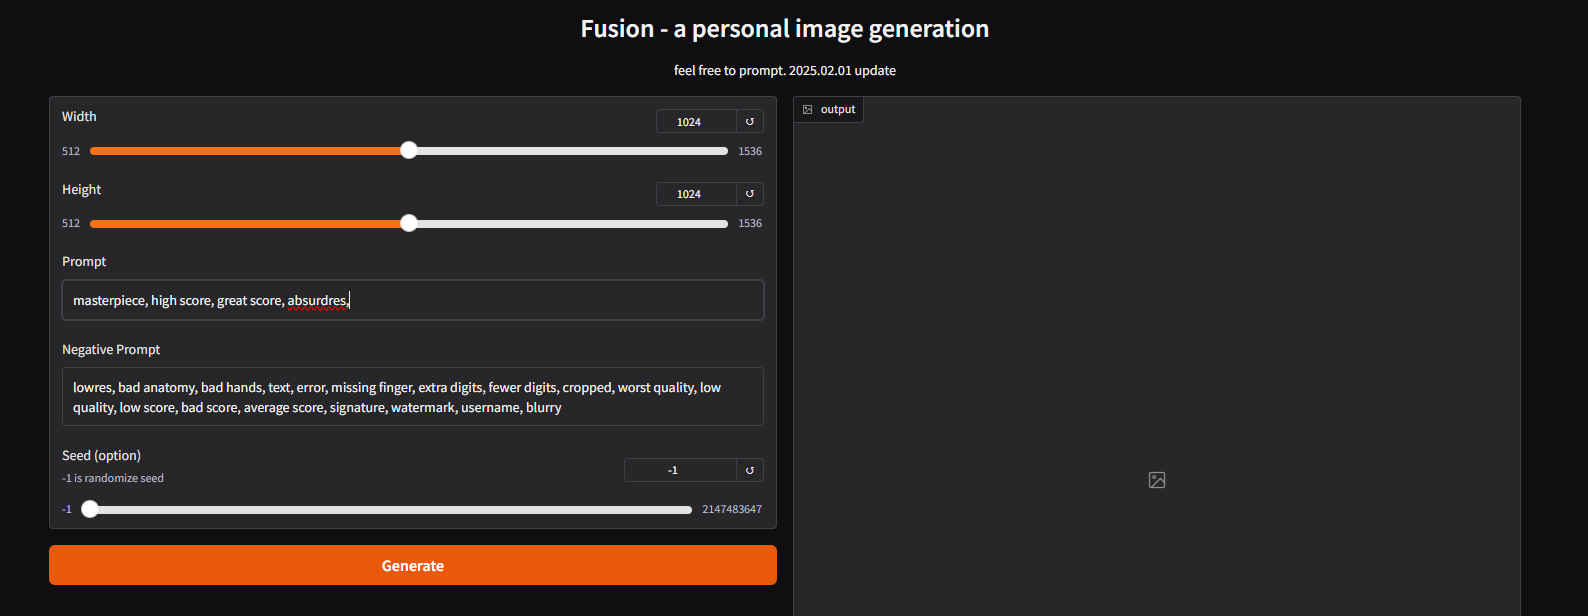 Fusion - a personal image generation
feel free to prompt. 2025.02.01 update
Width
1024
512
1536
Height
1024
512
1536
Prompt
masterpiece, high score, great score, absurdres,
Negative Prompt
lowres, bad anatomy, bad hands, text, error, missing finger, extra digits, fewer digits, cropped, worst quality, low
quality, low score, bad score, average score, signature, watermark, username, blurry
Seed (option)
-1 is randomize seed
-1
-1
2147483647
Generate
output